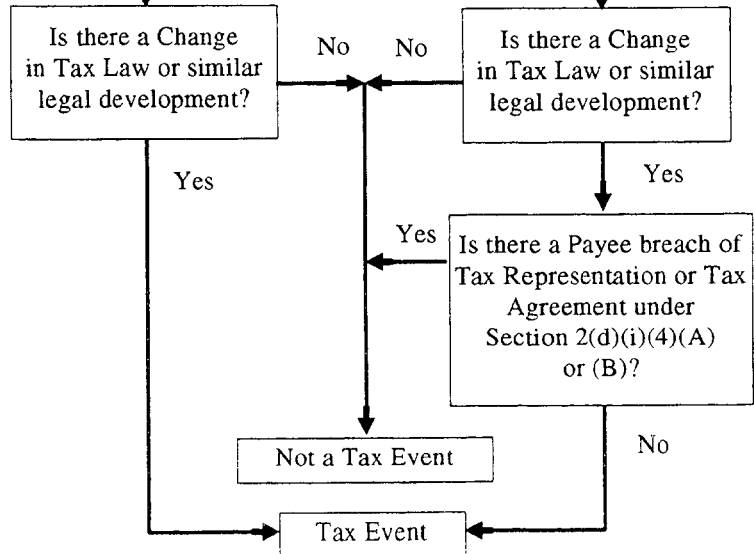 Is there a Change
in Tax Law or similar
legal development?
No
No
Is there a Change
in Tax Law or similar
legal development?
Yes
Yes
Yes
Is there a Payee breach of
Tax Representation or Tax
Agreement under
Section 2(d)(i)(4)(A)
or (B)?
No
Not a Tax Event
Tax Event